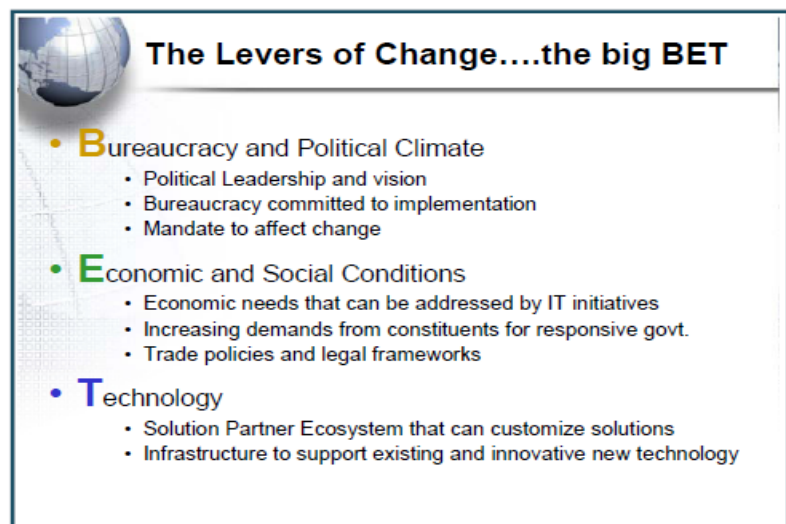 The Levers of Change....the big BET
• Bureaucracy and Political Climate
• Political Leadership and vision
• Bureaucracy committed to implementation
• Mandate to affect change
• Economic and Social Conditions
• Economic needs that can be addressed by IT initiatives
• Increasing demands from constituents for responsive govt.
• Trade policies and legal frameworks
• Technology
• Solution Partner Ecosystem that can customize solutions
• Infrastructure to support existing and innovative new technology